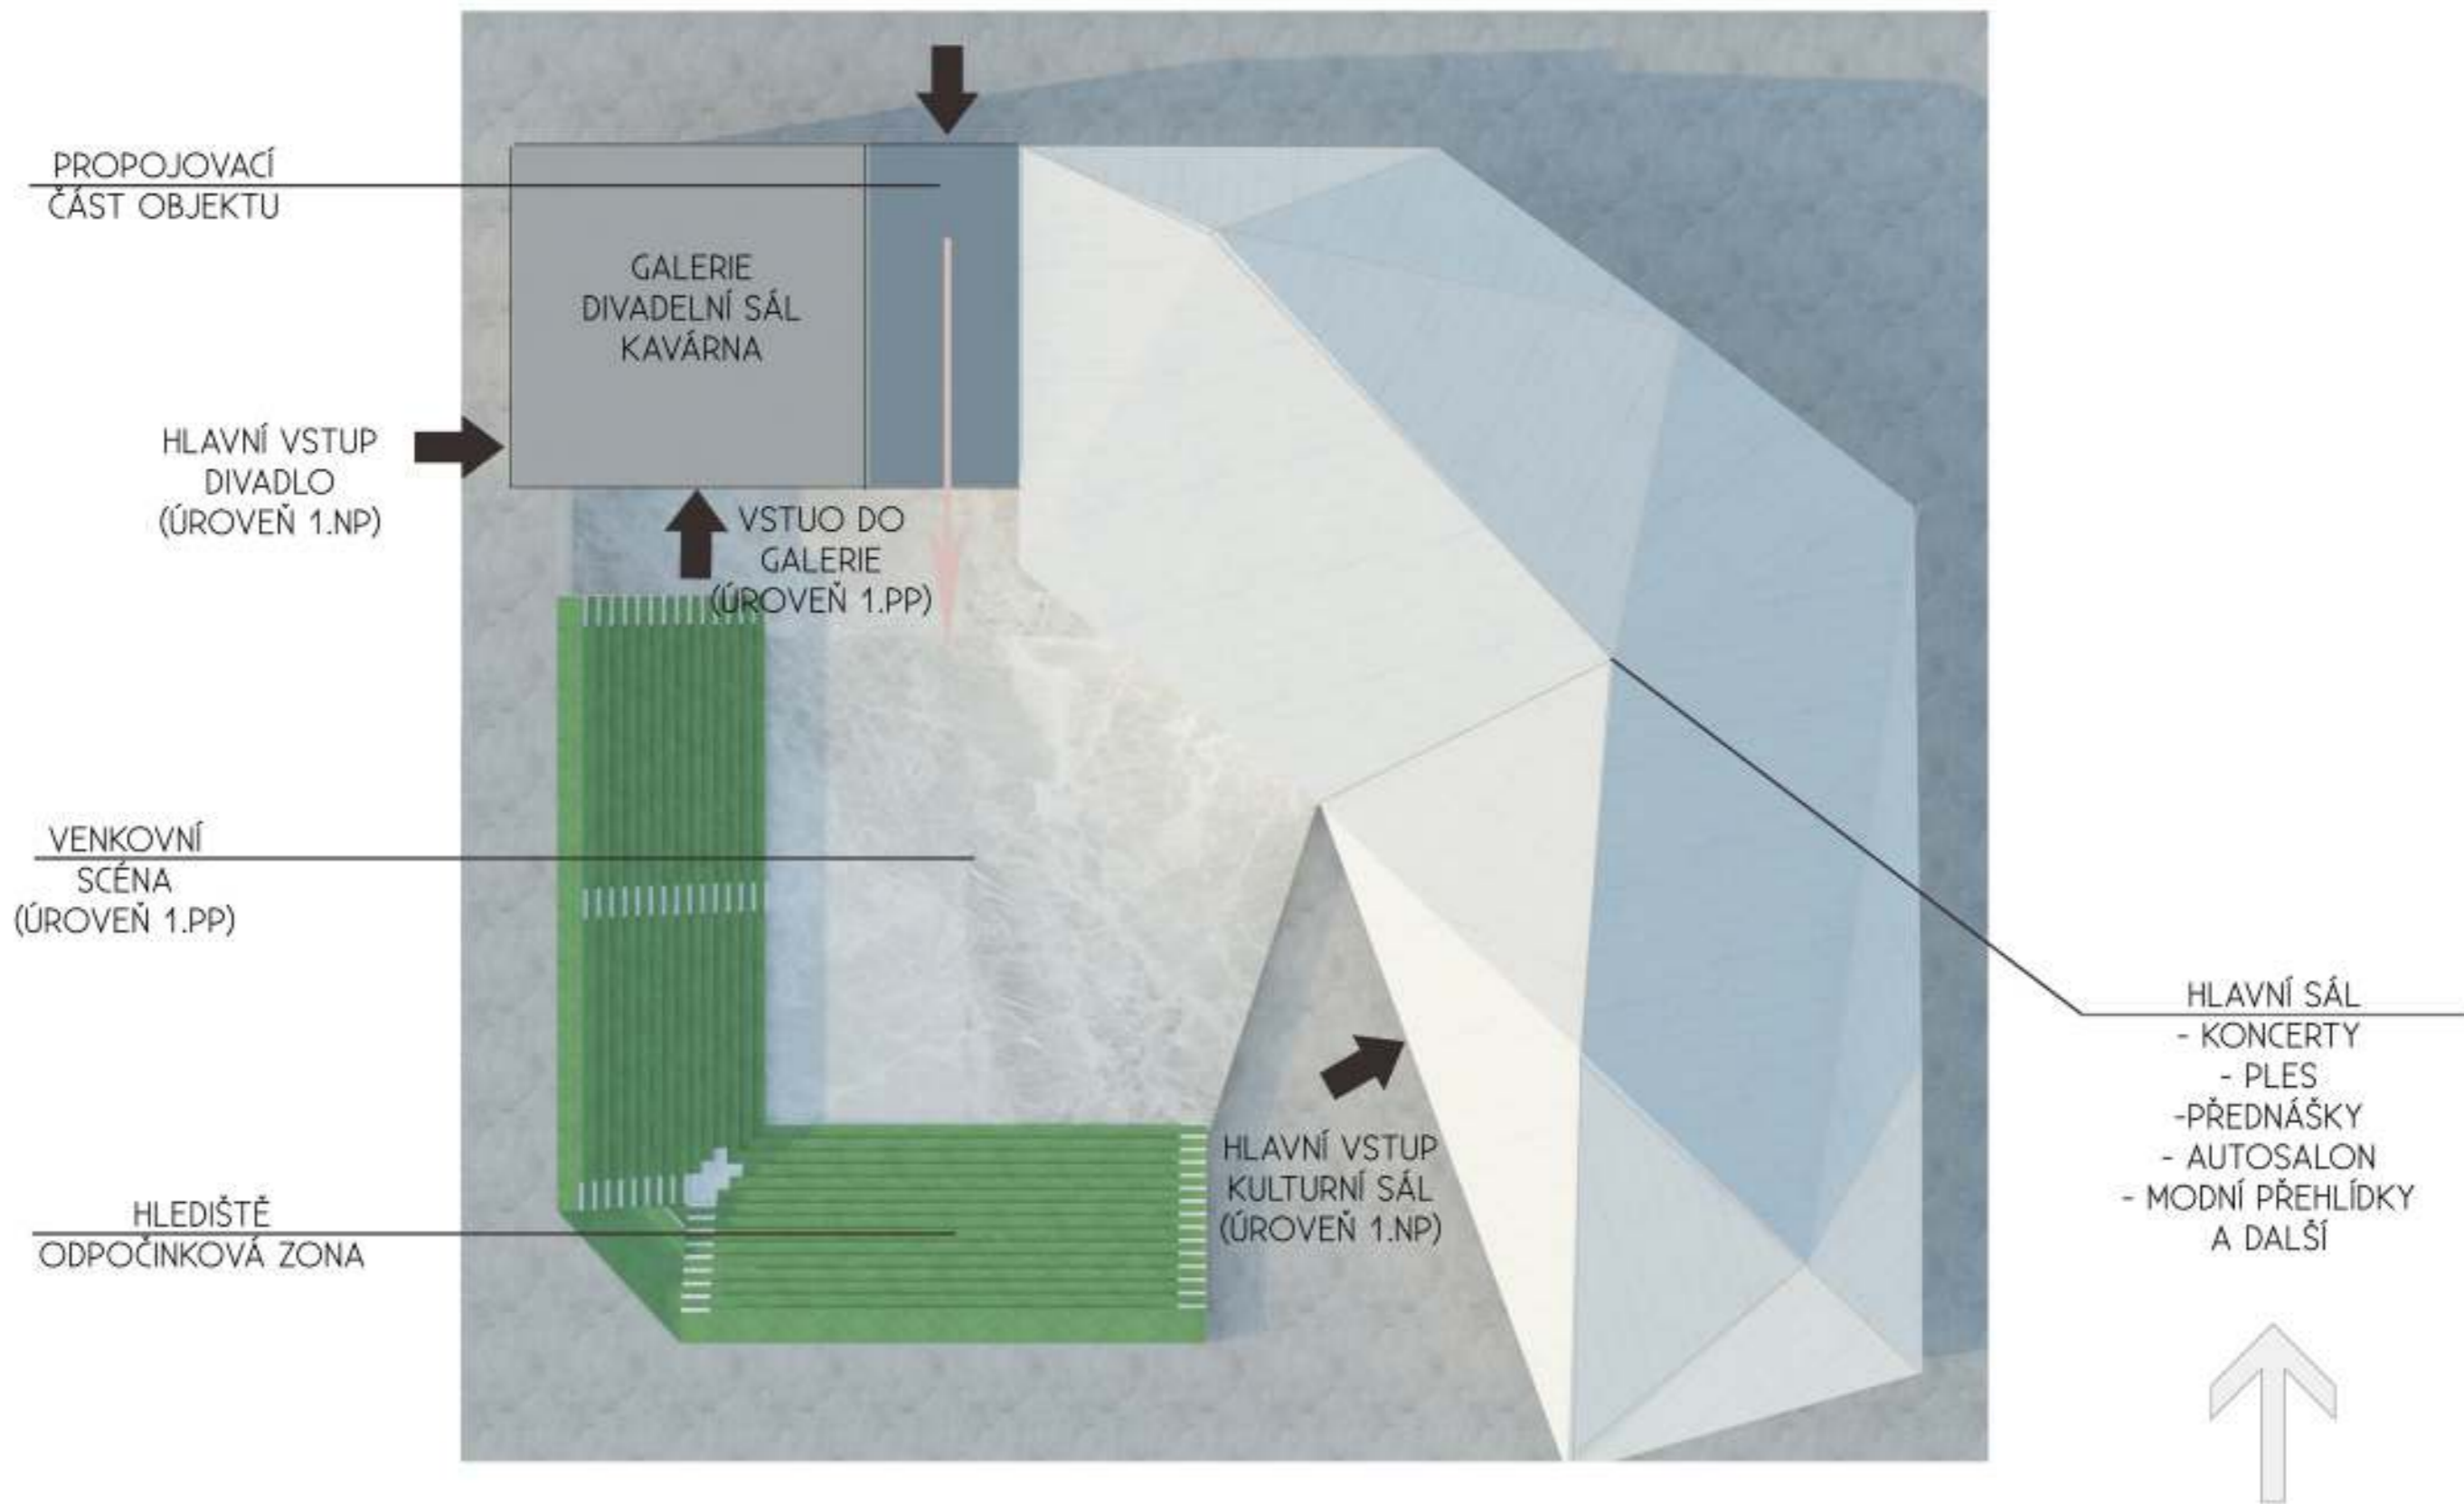 PROPOJOVACÍ
ČÁST OBJEKTU
GALERIE
DIVADELNÍ SÁL
KAVÁRNA
HLAVNÍ VSTUP
DIVADLO
(ÚROVEŇ 1.NP)
VSTUO DO
GALERIE
(ÚROVEŇ 1.PP)
VENKOVNÍ
SCÉNA
(ÚROVEŇ 1.PP)
HLEDIŠTĚ
ODPOČINKOVÁ ZONA
HLAVNÍ VSTUP
KULTURNÍ SÁL
(ÚROVEŇ 1.NP)
HLAVNÍ SÁL
- KONCERTY
- PLES
-PŘEDNÁŠKY
- AUTOSALON
- MODNÍ PŘEHLÍDKY
A DALŠÍ